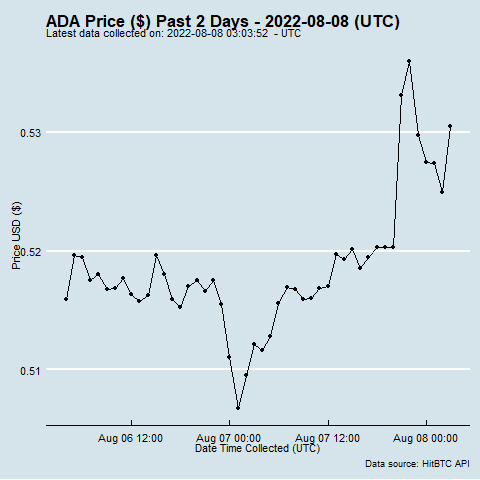 ADA Price ($) Past 2 Days - 2022-08-08 (UTC)
Latest data collected on: 2022-08-08 03:03:52 - UTC
0.53
0.52
0.51
Price USD ($)
Aug 06 12:00
Aug 07 00:00
Aug 07 12:00
Aug 08 00:00
Date Time Collected (UTC)
Data source: HitBTC API